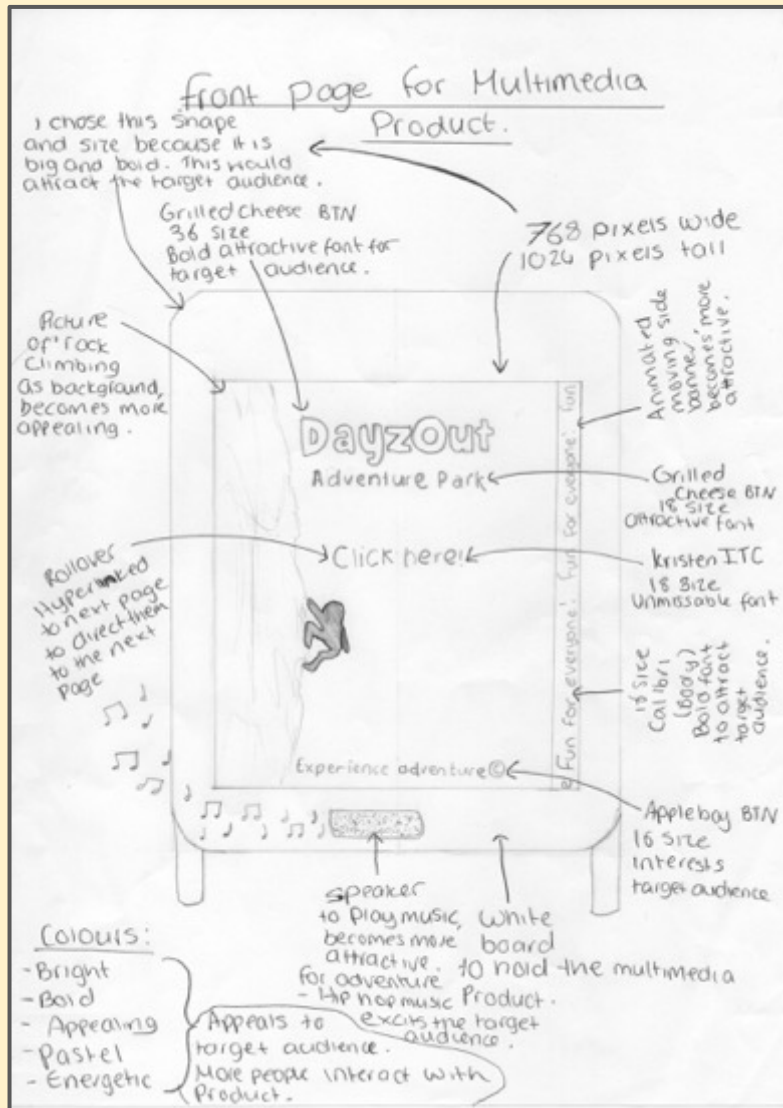 front page for Multimedia
Product.
I chose this shape
and size because it is
big and bold. This would
attract the target audience.
Grilled Cheese BTN
36 size
Bold attractive font for
target audience.
768 pixels wide
1024 pixels tall
Picture
of rock
climbing
as background,
becomes more
appealing.
Animated
moving side
banner,
becomes more
attractive.
DayzOut
Adventure Park
Grilled
Cheese BTN
18 size
attractive font
Click here!
Kristen ITC
18 size
Unmissable font
Rollover
Hyperlinked
to next page
to direct them
to the next
page
e Fun for everyone! Fun for everyone! Fun
18 size
Calibri
(Body)
Bold font
to attract
target
audience.
Experience adventure©
Appleboy BTN
16 size
interests
target audience
speaker
to play music,
becomes more
attractive.
for adventure
- Hip hop music
excits the target
audience.
white
board
to hold the multimedia
Product.
Colours:
- Bright
- Bold
- Appealing
- Pastel
- Energetic
Appeals to
target audience.
More people interact with
Product.